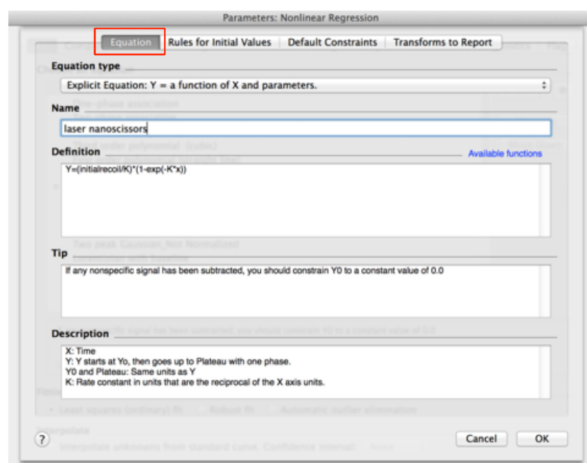 Parameters: Nonlinear Regression
Equation
Rules for Initial Values
Default Constraints
Transforms to Report
Equation type
Explicit Equation: Y = a function of X and parameters.
Name
laser nanoscissors
Definition
Available functions
Y=(initialrecoil/K)*(1-exp(-K*x))
Tip
If any nonspecific signal has been subtracted, you should constrain Y0 to a constant value of 0.0
Description
X: Time
Y: Y starts at Yo, then goes up to Plateau with one phase.
Y0 and Plateau: Same units as Y
K: Rate constant in units that are the reciprocal of the X axis units.
?
Cancel
OK